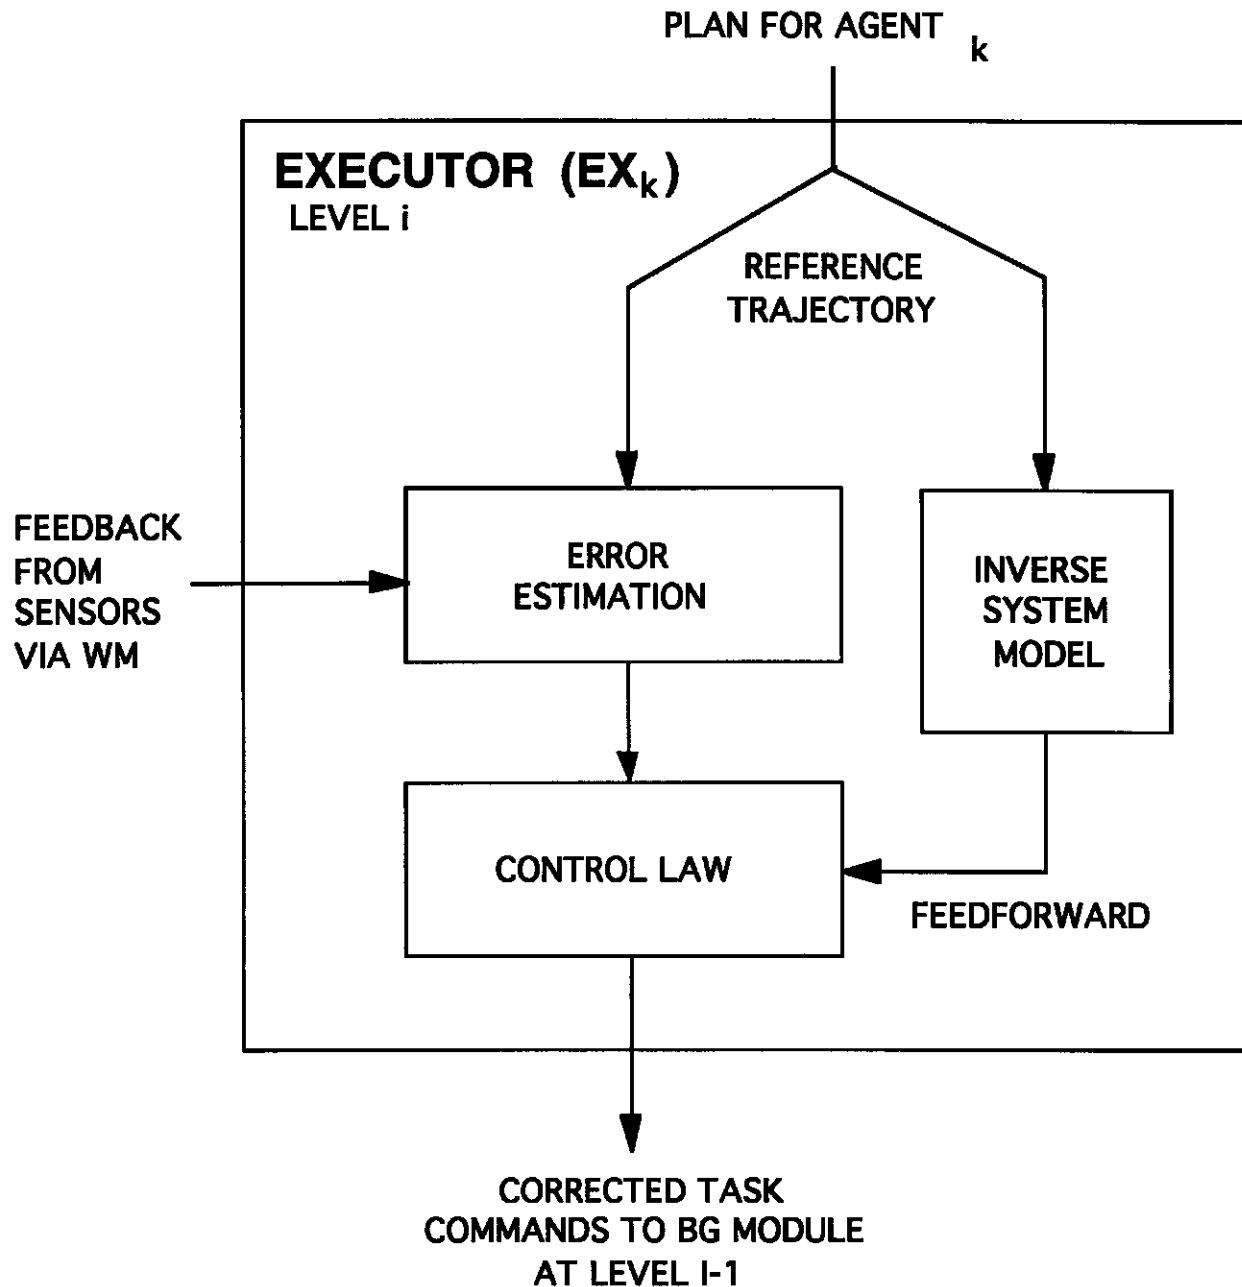 PLAN FOR AGENT k
EXECUTOR (EXk)
LEVEL i
REFERENCE
TRAJECTORY
FEEDBACK
FROM
SENSORS
VIA WM
ERROR
ESTIMATION
INVERSE
SYSTEM
MODEL
CONTROL LAW
FEEDFORWARD
CORRECTED TASK
COMMANDS TO BG MODULE
AT LEVEL I-1